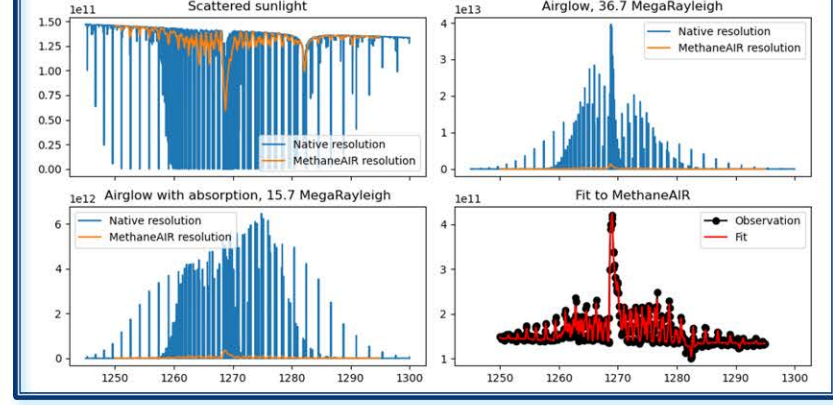 Scattered sunlight
1e11
1.50
1.25
1.00
0.75
0.50
0.25
0.00
Native resolution
MethaneAIR resolution
Airglow, 36.7 MegaRayleigh
1e13
4
3
2
1
0
Native resolution
MethaneAIR resolution
Airglow with absorption, 15.7 MegaRayleigh
1e12
6
4
2
0
Native resolution
MethaneAIR resolution
1250 1260 1270 1280 1290 1300
Fit to MethaneAIR
1e11
4
3
2
1
Observation
Fit
1250 1260 1270 1280 1290 1300